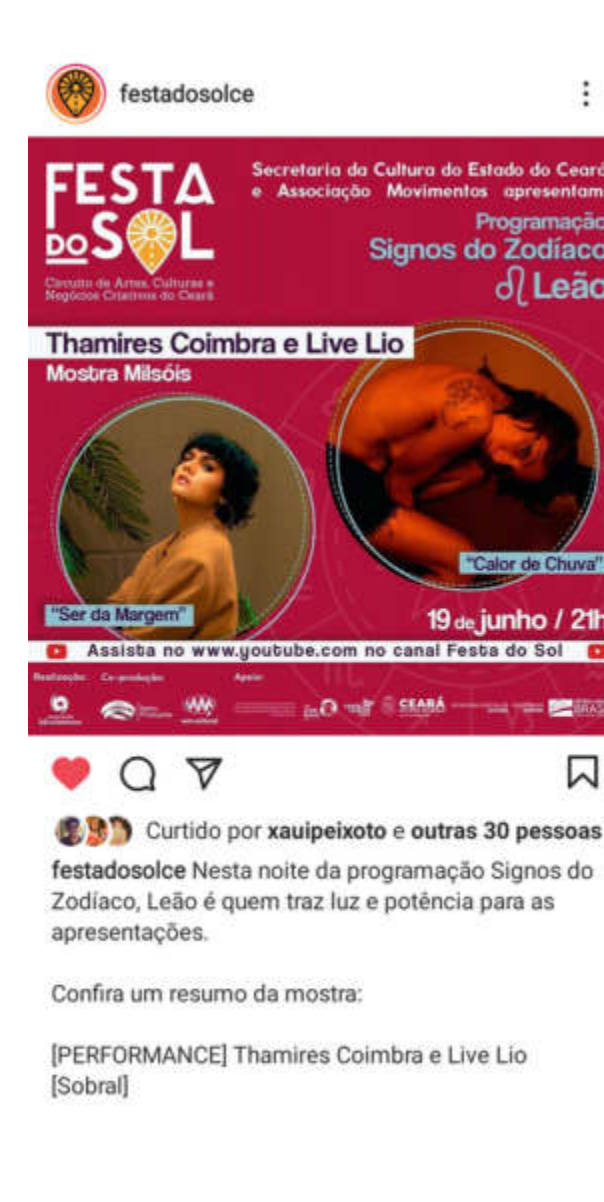 festadosolce
FESTA
DO SOL
Circuito de Artes, Culturas e
Negócios Criativos do Ceará
Secretaria da Cultura do Estado do Ceará
e Associação Movimentos apresentam
Programação
Signos do Zodíaco
♌ Leão
Thamires Coimbra e Live Lio
Mostra Milsóis
"Calor de Chuva"
"Ser da Margem"
19 de junho / 21h
Assista no www.youtube.com no canal Festa do Sol
Realização Co-produção Apoio
CEARÁ
Curtido por xauipeixoto e outras 30 pessoas
festadosolce Nesta noite da programação Signos do
Zodíaco, Leão é quem traz luz e potência para as
apresentações.
Confira um resumo da mostra:
[PERFORMANCE] Thamires Coimbra e Live Lio
[Sobral]